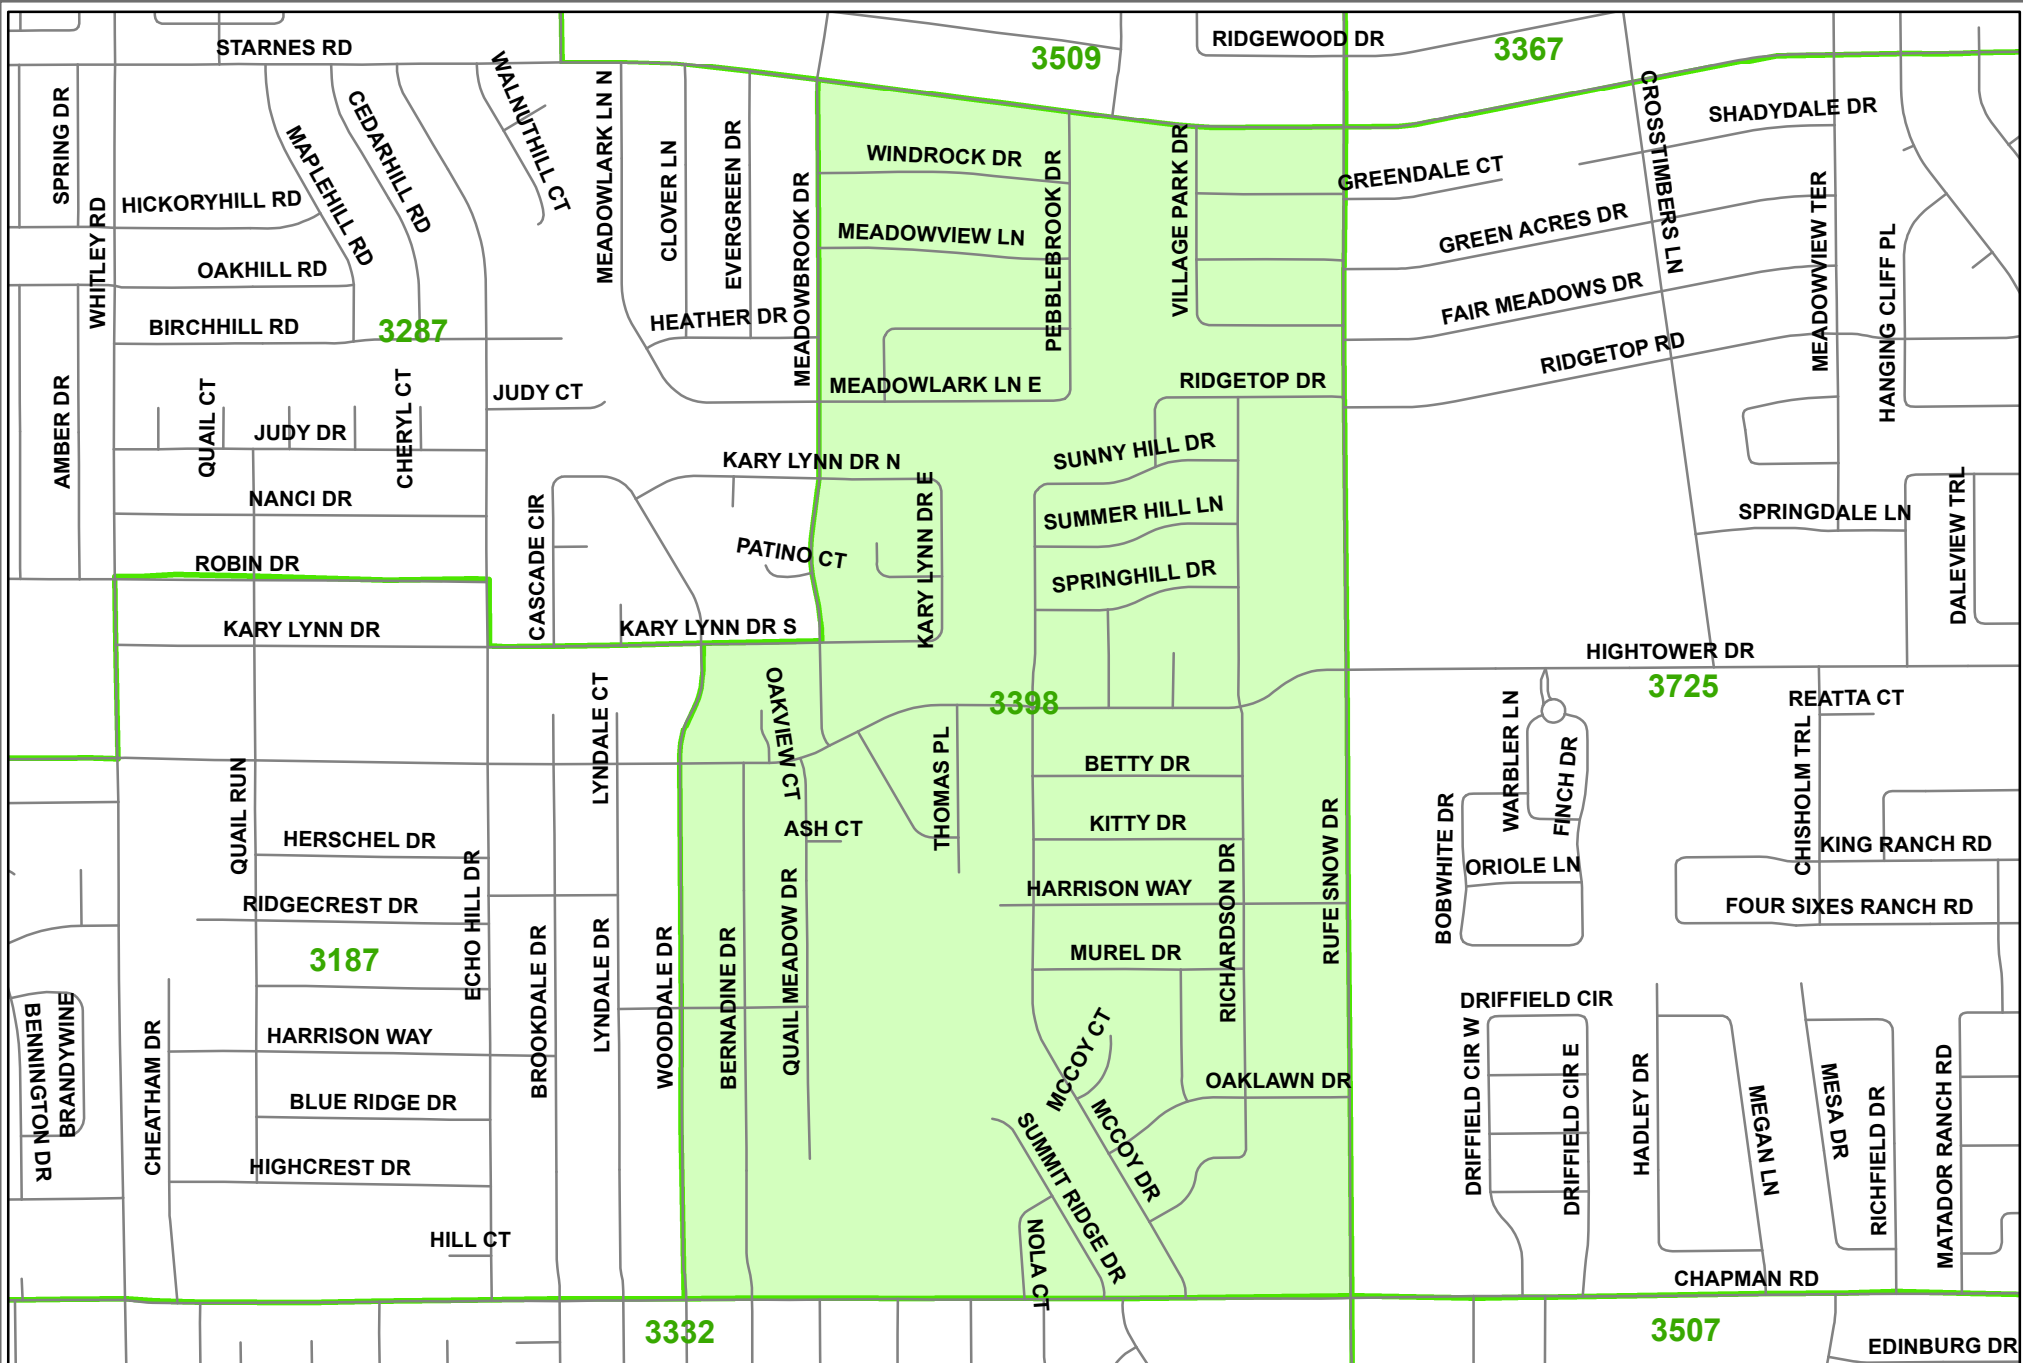 STARNES RD
RIDGEWOOD DR
3509
3367
SPRING DR
WHITLEY RD
HICKORYHILL RD
MAPLEHILL RD
CEDARHILL RD
WALNUTHILL CT
MEADOWLARK LN N
CLOVER LN
EVERGREEN DR
MEADOWBROOK DR
WINDROCK DR
MEADOWVIEW LN
PEBBLEBROOK DR
VILLAGE PARK DR
GREENDALE CT
CROSSTIMBERS LN
SHADYDALE DR
GREEN ACRES DR
MEADOWVIEW TER
HANGING CLIFF PL
OAKHILL RD
BIRCHHILL RD
3287
HEATHER DR
FAIR MEADOWS DR
RIDGETOP RD
AMBER DR
QUAIL CT
JUDY DR
CHERYL CT
JUDY CT
MEADOWLARK LN E
RIDGETOP DR
KARY LYNN DR N
SUNNY HILL DR
NANCI DR
CASCADE CIR
KARY LYNN DR E
SUMMER HILL LN
SPRINGDALE LN
DALEVIEW TRL
ROBIN DR
PATINO CT
SPRINGHILL DR
KARY LYNN DR
KARY LYNN DR S
HIGHTOWER DR
3725
3398
OAKVIEW CT
LYNDALE CT
WARBLER LN
FINCH DR
REATTA CT
CHISHOLM TRL
QUAIL RUN
THOMAS PL
BETTY DR
ASH CT
KITTY DR
RUFE SNOW DR
BOBWHITE DR
HERSCHEL DR
KING RANCH RD
ORIOLE LN
ECHO HILL DR
RIDGECREST DR
3187
HARRISON WAY
RICHARDSON DR
FOUR SIXES RANCH RD
BROOKDALE DR
LYNDALE DR
WOODDALE DR
BERNADINE DR
QUAIL MEADOW DR
MUREL DR
DRIFFIELD CIR
BENNINGTON DR
BRANDYWINE
CHEATHAM DR
HARRISON WAY
MCCOY CT
OAKLAWN DR
DRIFFIELD CIR W
DRIFFIELD CIR E
HADLEY DR
MEGAN LN
MESA DR
RICHFIELD DR
MATADOR RANCH RD
BLUE RIDGE DR
MCCOY DR
SUMMIT RIDGE DR
HIGHCREST DR
HILL CT
NOLA CT
CHAPMAN RD
3332
3507
EDINBURG DR